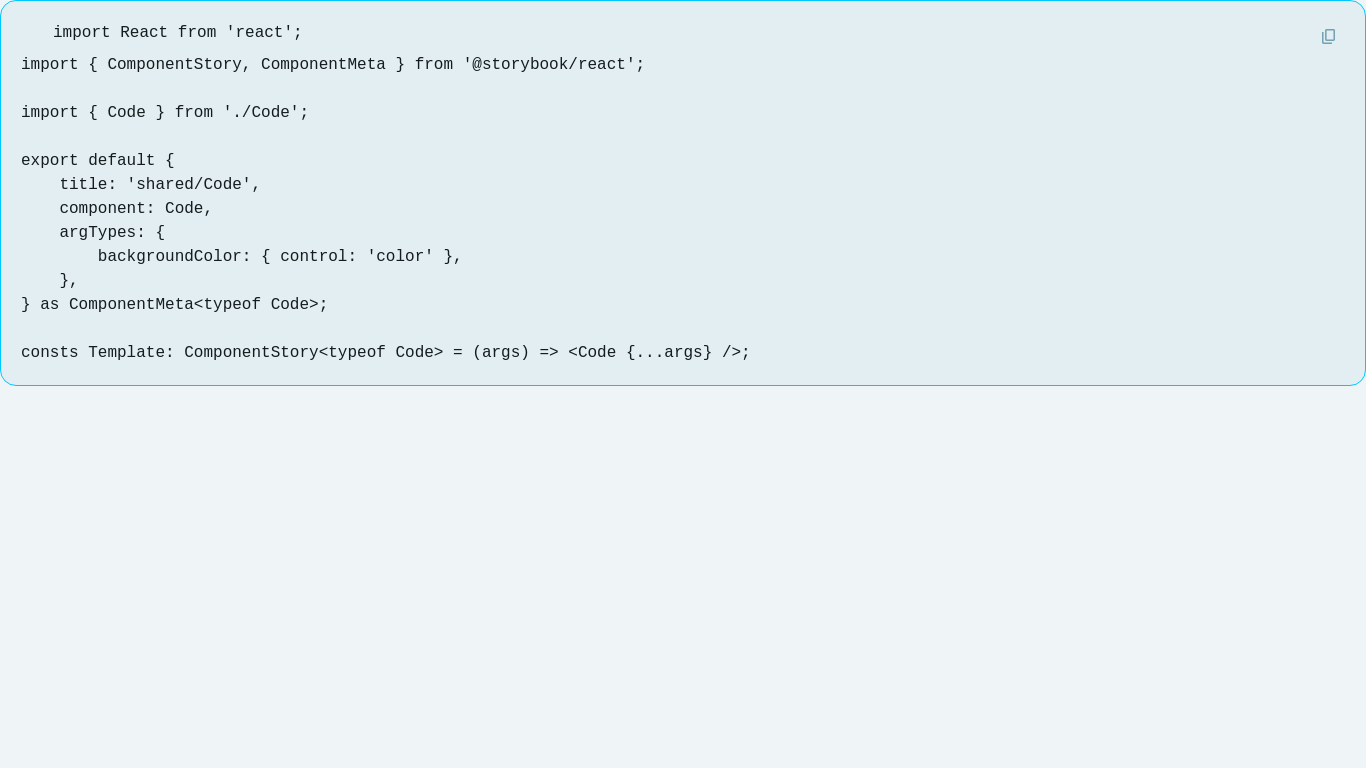 import React from 'react';
import { ComponentStory, ComponentMeta } from '@storybook/react';

import { Code } from './Code';

export default {
    title: 'shared/Code',
    component: Code,
    argTypes: {
        backgroundColor: { control: 'color' },
    },
} as ComponentMeta<typeof Code>;

consts Template: ComponentStory<typeof Code> = (args) => <Code {...args} />;